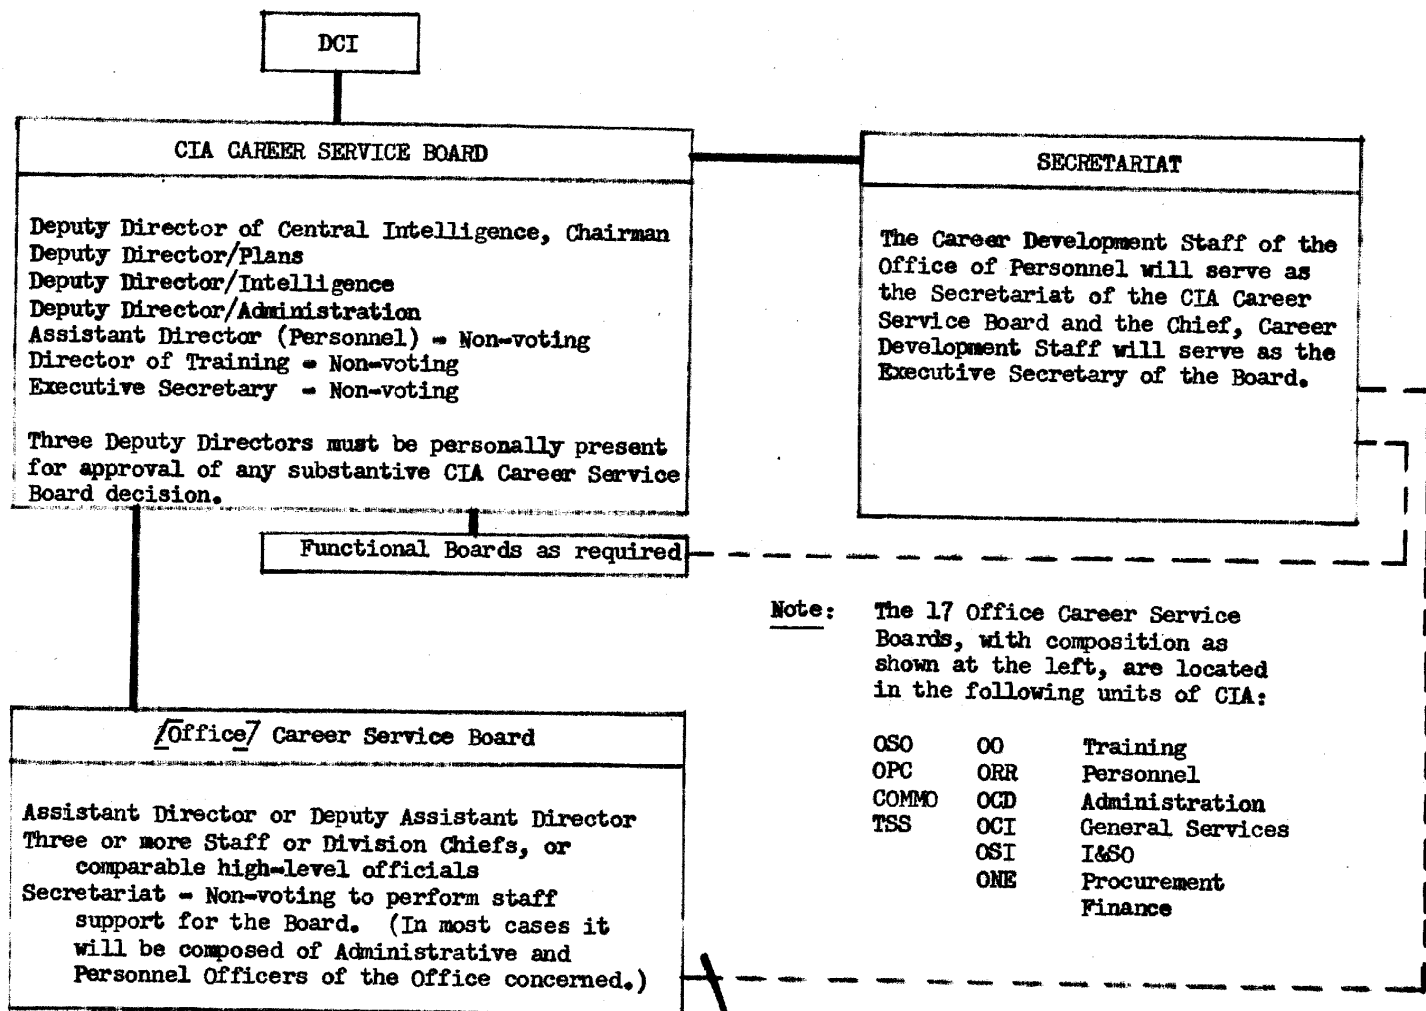 DCI
CIA CAREER SERVICE BOARD
Deputy Director of Central Intelligence, Chairman
Deputy Director/Plans
Deputy Director/Intelligence
Deputy Director/Administration
Assistant Director (Personnel) - Non-voting
Director of Training - Non-voting
Executive Secretary - Non-voting
Three Deputy Directors must be personally present
for approval of any substantive CIA Career Service
Board decision.
SECRETARIAT
The Career Development Staff of the
Office of Personnel will serve as
the Secretariat of the CIA Career
Service Board and the Chief, Career
Development Staff will serve as the
Executive Secretary of the Board.
Functional Boards as required
Note: The 17 Office Career Service
Boards, with composition as
shown at the left, are located
in the following units of CIA:
OSO OO Training
OPC ORR Personnel
COMMO OCD Administration
TSS OCI General Services
OSI I&SO
ONE Procurement
Finance
[Office] Career Service Board
Assistant Director or Deputy Assistant Director
Three or more Staff or Division Chiefs, or
comparable high-level officials
Secretariat - Non-voting to perform staff
support for the Board. (In most cases it
will be composed of Administrative and
Personnel Officers of the Office concerned.)